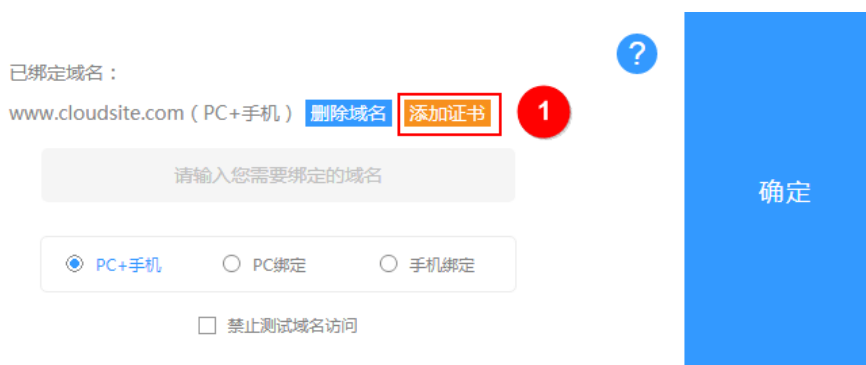 ?
已绑定域名：
www.cloudsite.com（PC+手机） 删除域名 添加证书 1
请输入您需要绑定的域名
确定
PC+手机 PC绑定 手机绑定
禁止测试域名访问